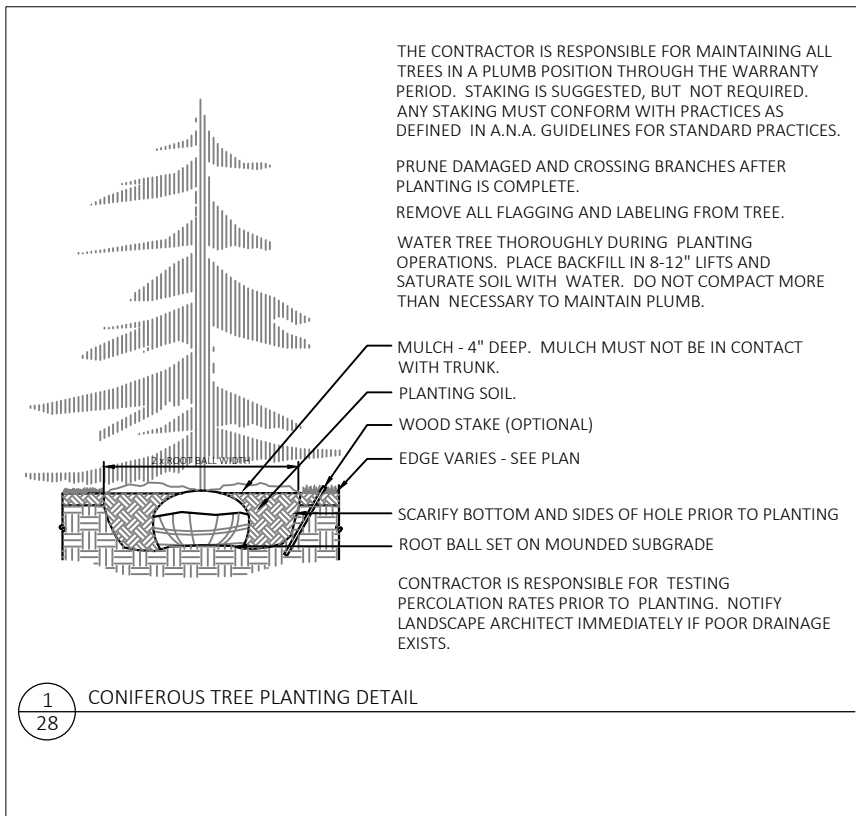 THE CONTRACTOR IS RESPONSIBLE FOR MAINTAINING ALL
TREES IN A PLUMB POSITION THROUGH THE WARRANTY
PERIOD. STAKING IS SUGGESTED, BUT NOT REQUIRED.
ANY STAKING MUST CONFORM WITH PRACTICES AS
DEFINED IN A.N.A. GUIDELINES FOR STANDARD PRACTICES.
PRUNE DAMAGED AND CROSSING BRANCHES AFTER
PLANTING IS COMPLETE.
REMOVE ALL FLAGGING AND LABELING FROM TREE.
WATER TREE THOROUGHLY DURING PLANTING
OPERATIONS. PLACE BACKFILL IN 8-12" LIFTS AND
SATURATE SOIL WITH WATER. DO NOT COMPACT MORE
THAN NECESSARY TO MAINTAIN PLUMB.
MULCH - 4" DEEP. MULCH MUST NOT BE IN CONTACT
WITH TRUNK.
PLANTING SOIL.
WOOD STAKE (OPTIONAL)
2 x ROOT BALL WIDTH
EDGE VARIES - SEE PLAN
SCARIFY BOTTOM AND SIDES OF HOLE PRIOR TO PLANTING
ROOT BALL SET ON MOUNDED SUBGRADE
CONTRACTOR IS RESPONSIBLE FOR TESTING
PERCOLATION RATES PRIOR TO PLANTING. NOTIFY
LANDSCAPE ARCHITECT IMMEDIATELY IF POOR DRAINAGE
EXISTS.
1
28
CONIFEROUS TREE PLANTING DETAIL